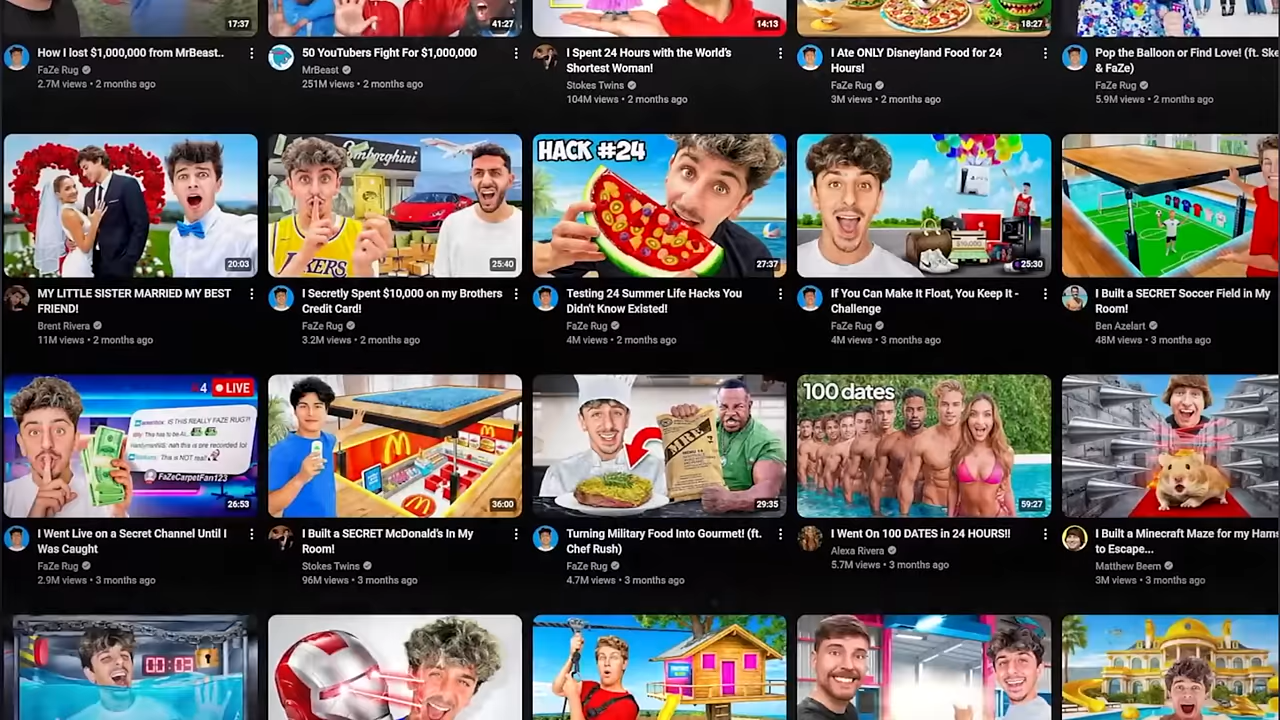 17:37
41:27
14:13
18:27
How I lost $1,000,000 from MrBeast..
FaZe Rug
2.7M views • 2 months ago
50 YouTubers Fight For $1,000,000
MrBeast
251M views • 2 months ago
I Spent 24 Hours with the World's
Shortest Woman!
Stokes Twins
104M views • 2 months ago
I Ate ONLY Disneyland Food for 24
Hours!
FaZe Rug
3M views • 2 months ago
Pop the Balloon or Find Love! (ft. Sk
& FaZe)
FaZe Rug
5.9M views • 2 months ago
20:03
Lamborghini
LAKERS
25:40
HACK #24
27:37
$10,000
25:30
MY LITTLE SISTER MARRIED MY BEST
FRIEND!
Brent Rivera
11M views • 2 months ago
I Secretly Spent $10,000 on my Brothers
Credit Card!
FaZe Rug
3.2M views • 2 months ago
Testing 24 Summer Life Hacks You
Didn't Know Existed!
FaZe Rug
4M views • 2 months ago
If You Can Make It Float, You Keep It -
Challenge
FaZe Rug
4M views • 3 months ago
I Built a SECRET Soccer Field in My
Room!
Ben Azelart
48M views • 3 months ago
4 LIVE
IS THIS REALLY FAZE RUG?!
This has to be AI..
nah this is pre recorded lol
This is NOT real!
FaZeCarpetFan123
26:53
36:00
MRE
29:35
100 dates
59:27
I Went Live on a Secret Channel Until I
Was Caught
FaZe Rug
2.9M views • 3 months ago
I Built a SECRET McDonald's In My
Room!
Stokes Twins
96M views • 3 months ago
Turning Military Food Into Gourmet! (ft.
Chef Rush)
FaZe Rug
4.7M views • 3 months ago
I Went On 100 DATES in 24 HOURS!!
Alexa Rivera
5.7M views • 3 months ago
I Built a Minecraft Maze for my Hams
to Escape...
Matthew Beem
3M views • 3 months ago
00:03